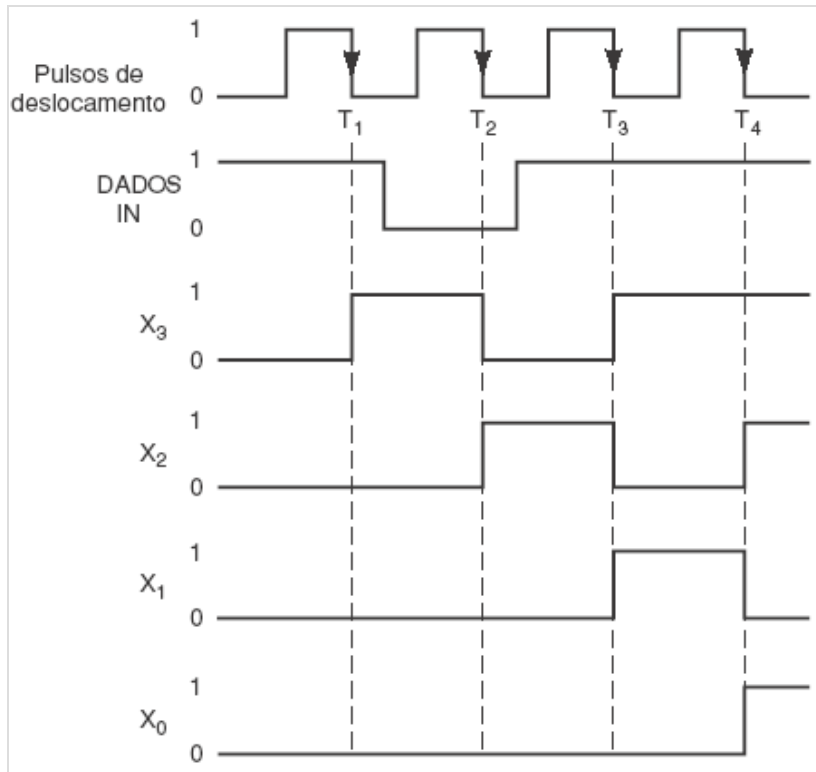 1
Pulsos de
deslocamento
0
T1 T2 T3 T4
1
DADOS
IN
0
1
X3
0
1
X2
0
1
X1
0
1
X0
0